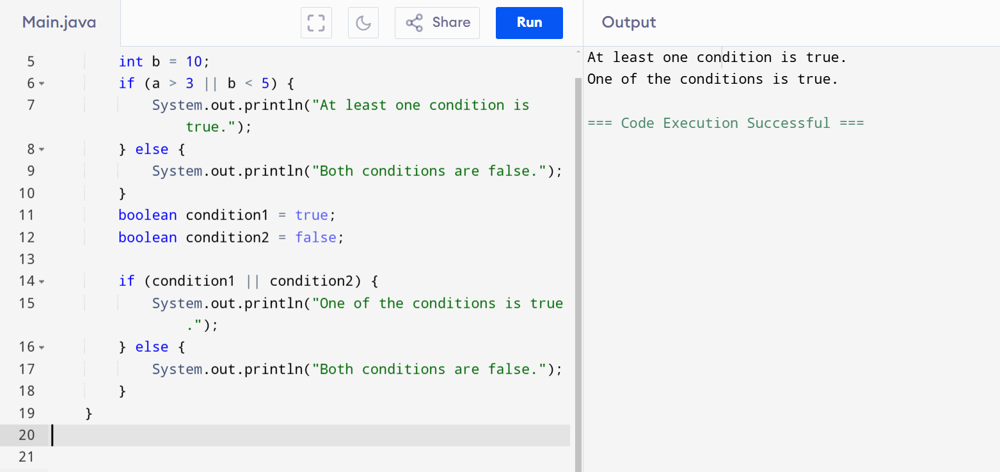 Main.java
Share
Run
Output
5 int b = 10;
6 if (a > 3 || b < 5) {
7 System.out.println("At least one condition is
true.");
8 } else {
9 System.out.println("Both conditions are false.");
10 }
11 boolean condition1 = true;
12 boolean condition2 = false;
13
14 if (condition1 || condition2) {
15 System.out.println("One of the conditions is true
.");
16 } else {
17 System.out.println("Both conditions are false.");
18 }
19 }
20
21
At least one condition is true.
One of the conditions is true.
=== Code Execution Successful ===